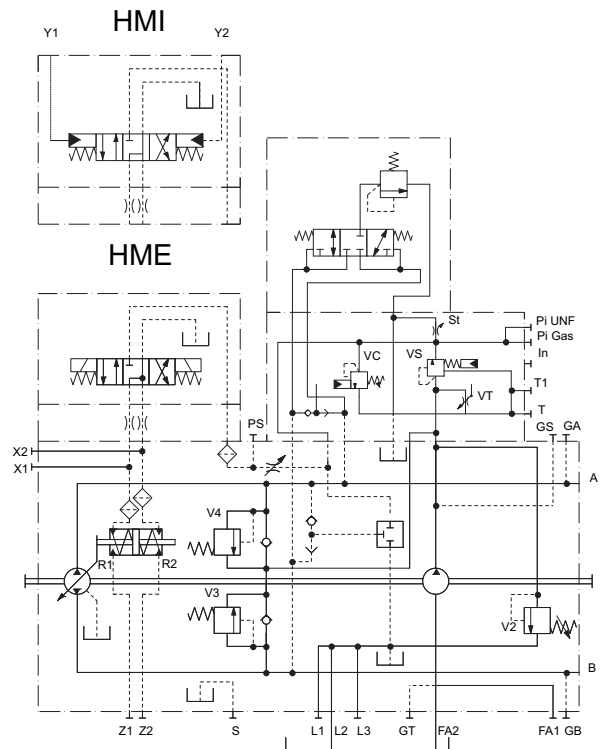 HMI
Y1
Y2
HME
St
Pi UNF
Pi Gas
In
VC
VS
VT
T1
T
PS
GS
GA
X2
X1
A
V4
R1
R2
V3
V2
B
Z1
Z2
S
L1
L2
L3
GT
FA2
FA1
GB